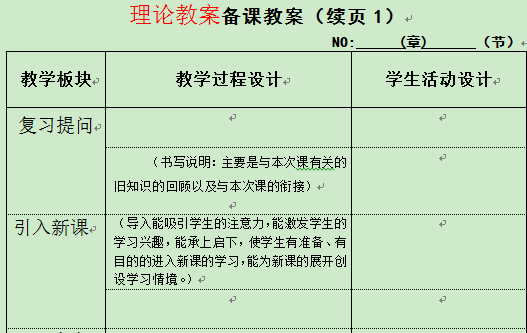 理论教案备课教案（续页 1）
NO:______(章)______（节）
教学板块 教学过程设计 学生活动设计
复习提问
（书写说明：主要是与本次课有关的
旧知识的回顾以及与本次课的衔接）
引入新课
（导入能吸引学生的注意力，能激发学生的
学习兴趣，能承上启下，使学生有准备、有
目的的进入新课的学习，能为新课的展开创
设学习情境。）